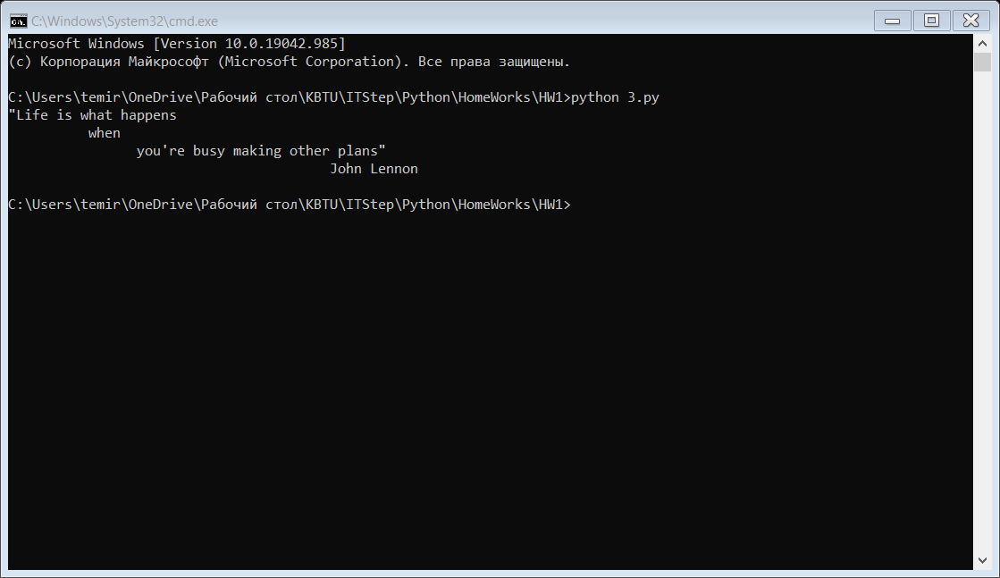 C:\Windows\System32\cmd.exe
Microsoft Windows [Version 10.0.19042.985]
(c) Корпорация Майкрософт (Microsoft Corporation). Все права защищены.
C:\Users\temir\OneDrive\Рабочий стол\KBTU\ITStep\Python\HomeWorks\HW1>python 3.py
"Life is what happens
          when
                you're busy making other plans"
                                        John Lennon
C:\Users\temir\OneDrive\Рабочий стол\KBTU\ITStep\Python\HomeWorks\HW1>